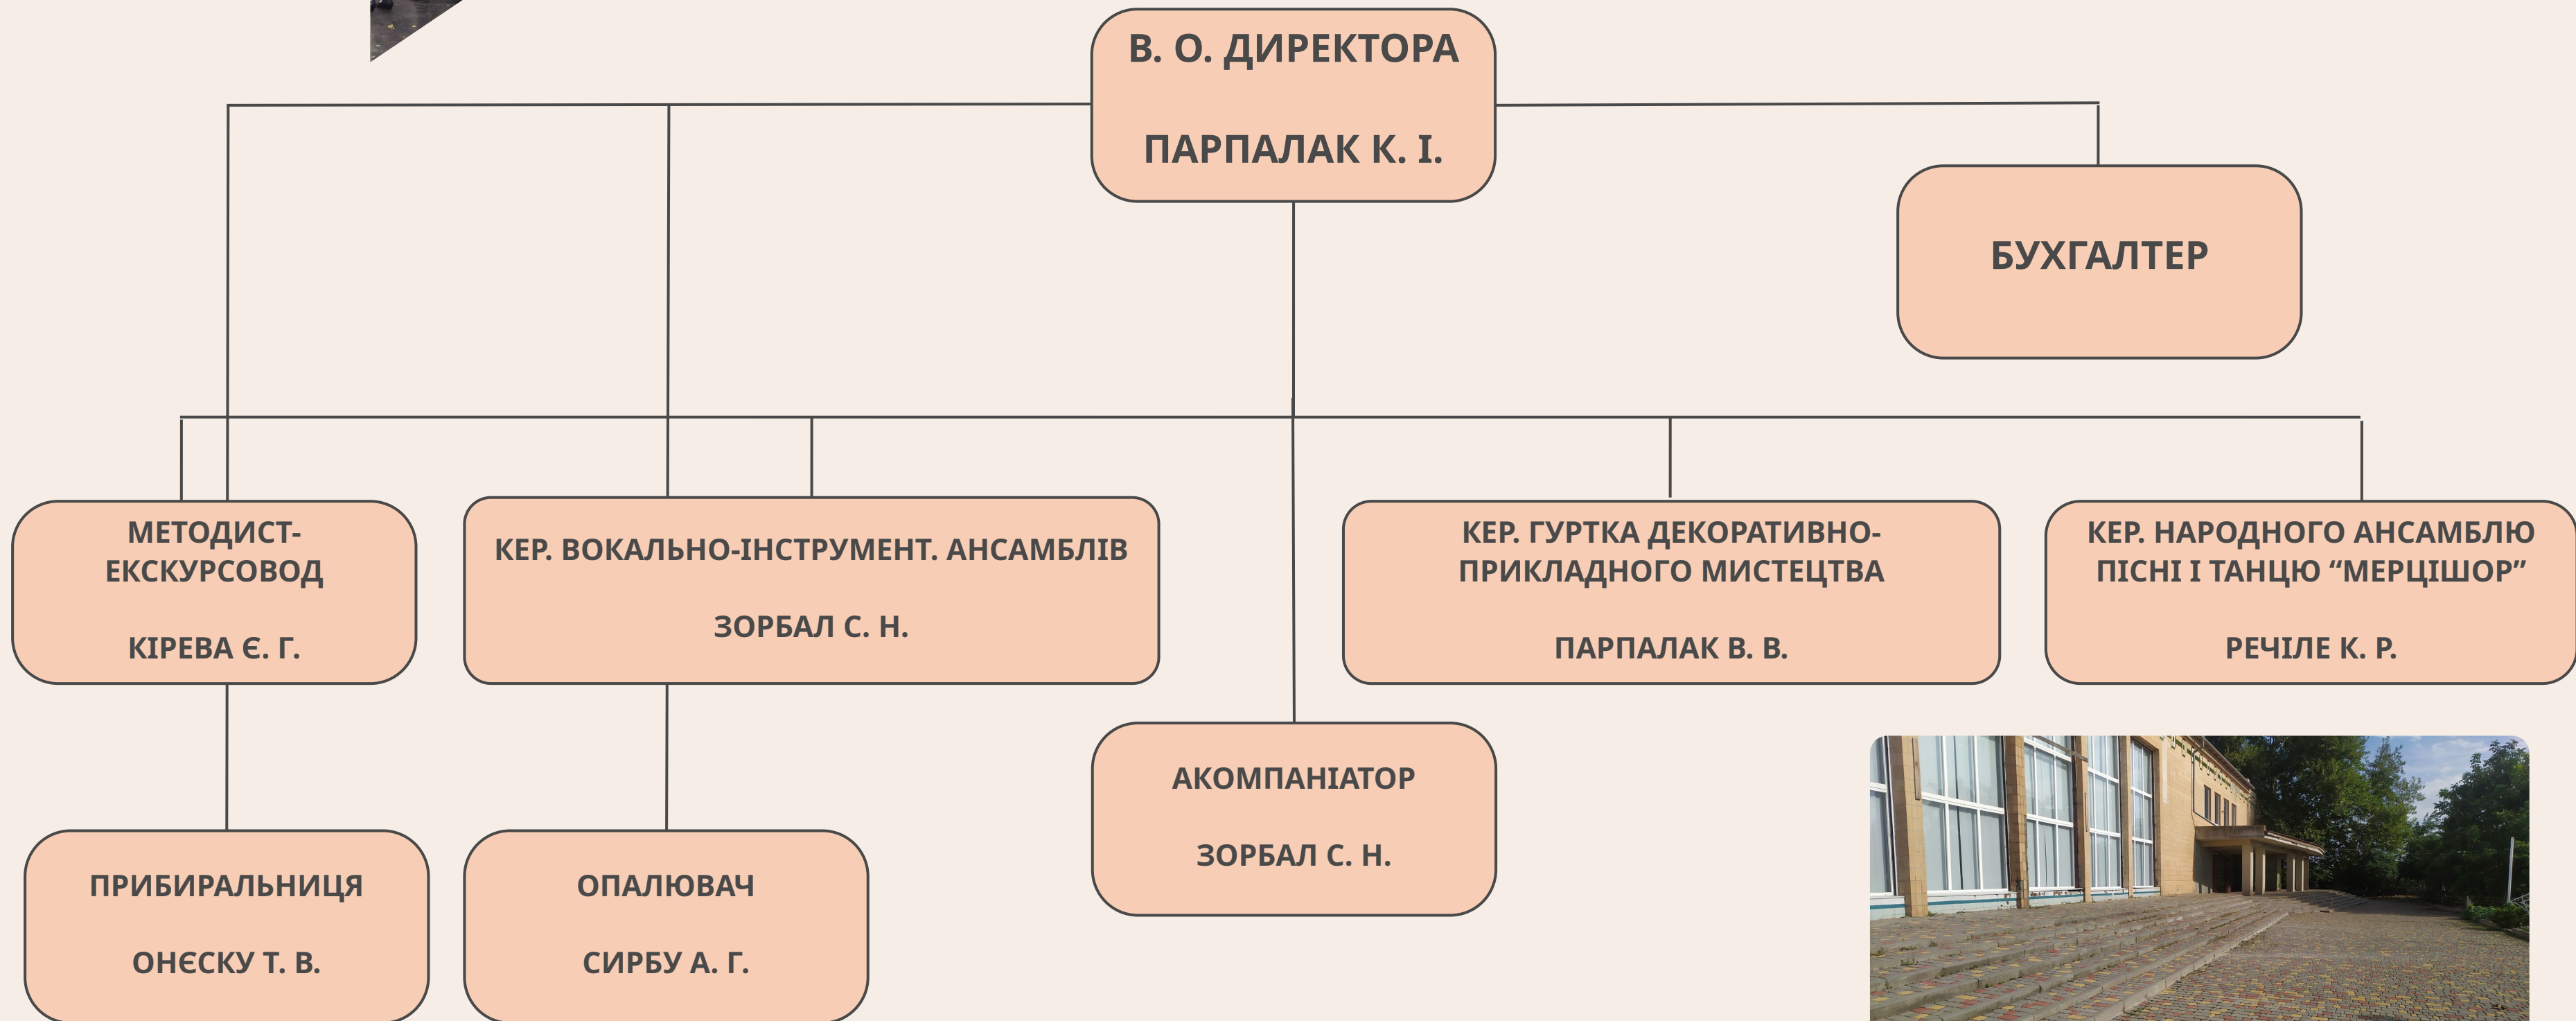 В. О. ДИРЕКТОРА
ПАРПАЛАК К. І.
БУХГАЛТЕР
МЕТОДИСТ-
ЕКСКУРСОВОД
КІРЕВА Є. Г.
КЕР. ВОКАЛЬНО-ІНСТРУМЕНТ. АНСАМБЛІВ
ЗОРБАЛ С. Н.
КЕР. ГУРТКА ДЕКОРАТИВНО-
ПРИКЛАДНОГО МИСТЕЦТВА
ПАРПАЛАК В. В.
КЕР. НАРОДНОГО АНСАМБЛЮ
ПІСНІ І ТАНЦЮ “МЕРЦІШОР”
РЕЧІЛЕ К. Р.
АКОМПАНІАТОР
ЗОРБАЛ С. Н.
ПРИБИРАЛЬНИЦЯ
ОНЄСКУ Т. В.
ОПАЛЮВАЧ
СИРБУ А. Г.